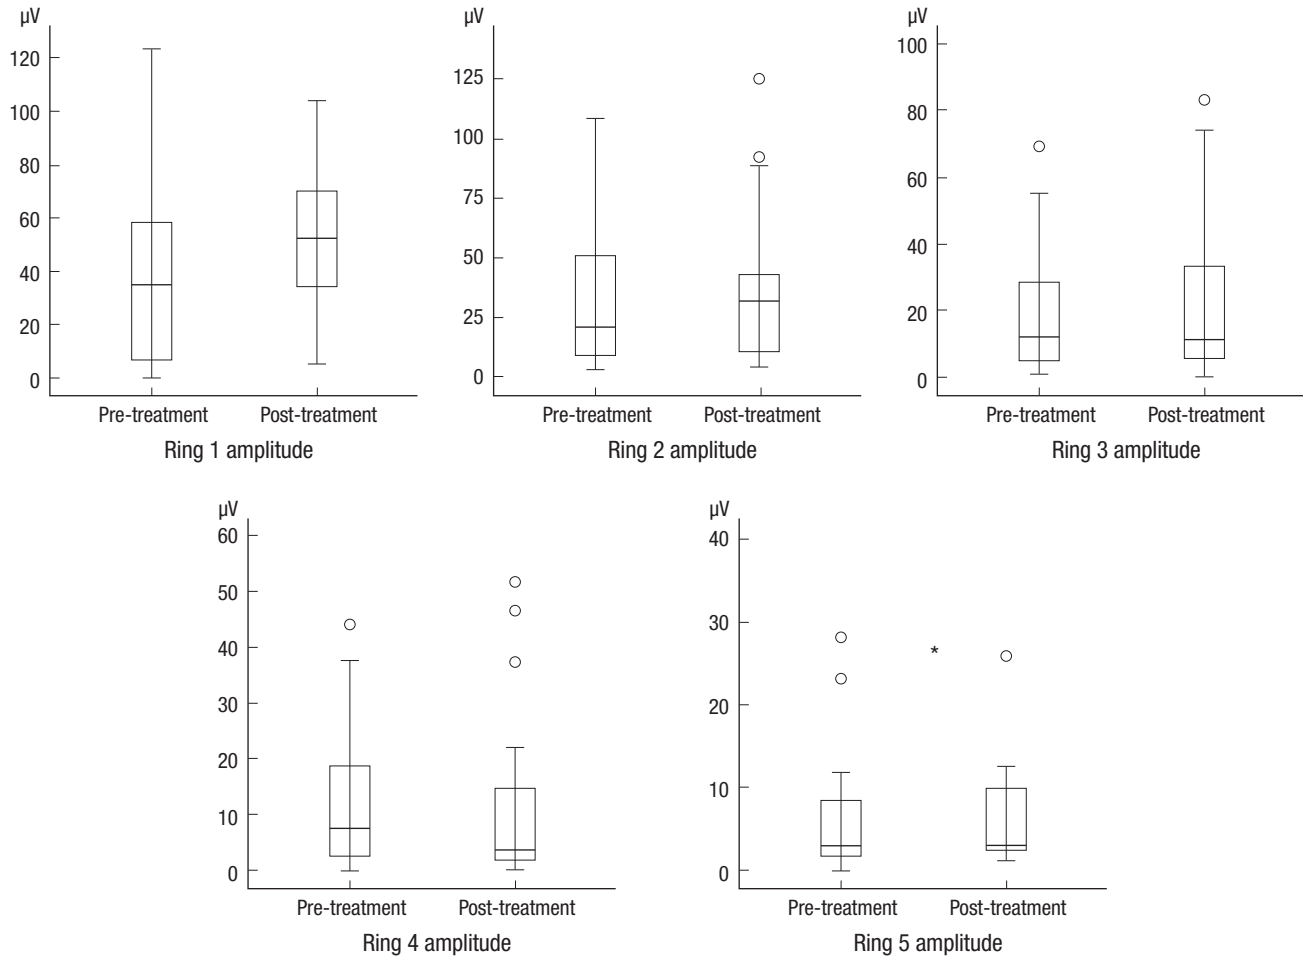 µV
120
100
80
60
40
20
0
Pre-treatment Post-treatment
Ring 1 amplitude
µV
125
100
75
50
25
0
Pre-treatment Post-treatment
Ring 2 amplitude
µV
100
80
60
40
20
0
Pre-treatment Post-treatment
Ring 3 amplitude
µV
60
50
40
30
20
10
0
Pre-treatment Post-treatment
Ring 4 amplitude
µV
40
30
20
10
0
*
Pre-treatment Post-treatment
Ring 5 amplitude